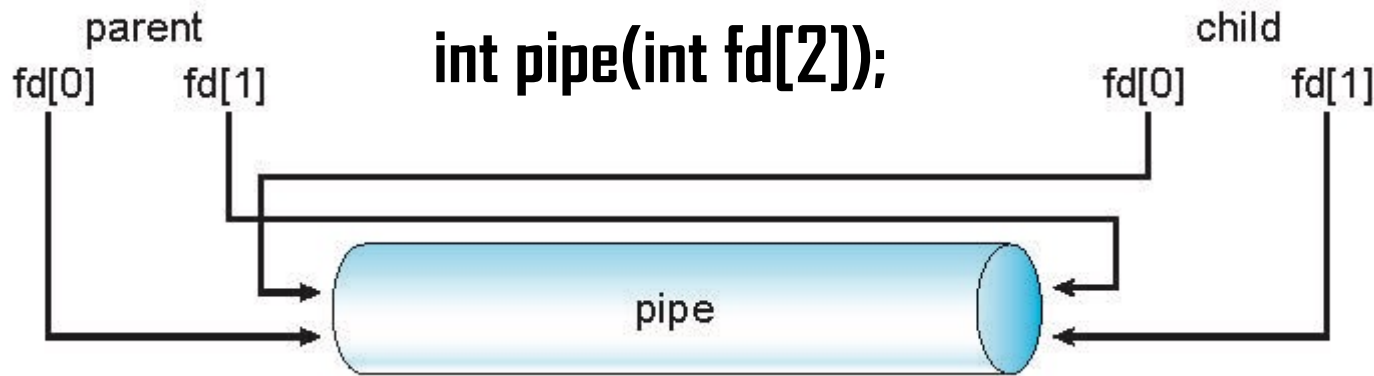 parent int pipe(int fd[2]); child
fd[0] fd[1] fd[0] fd[1]
pipe